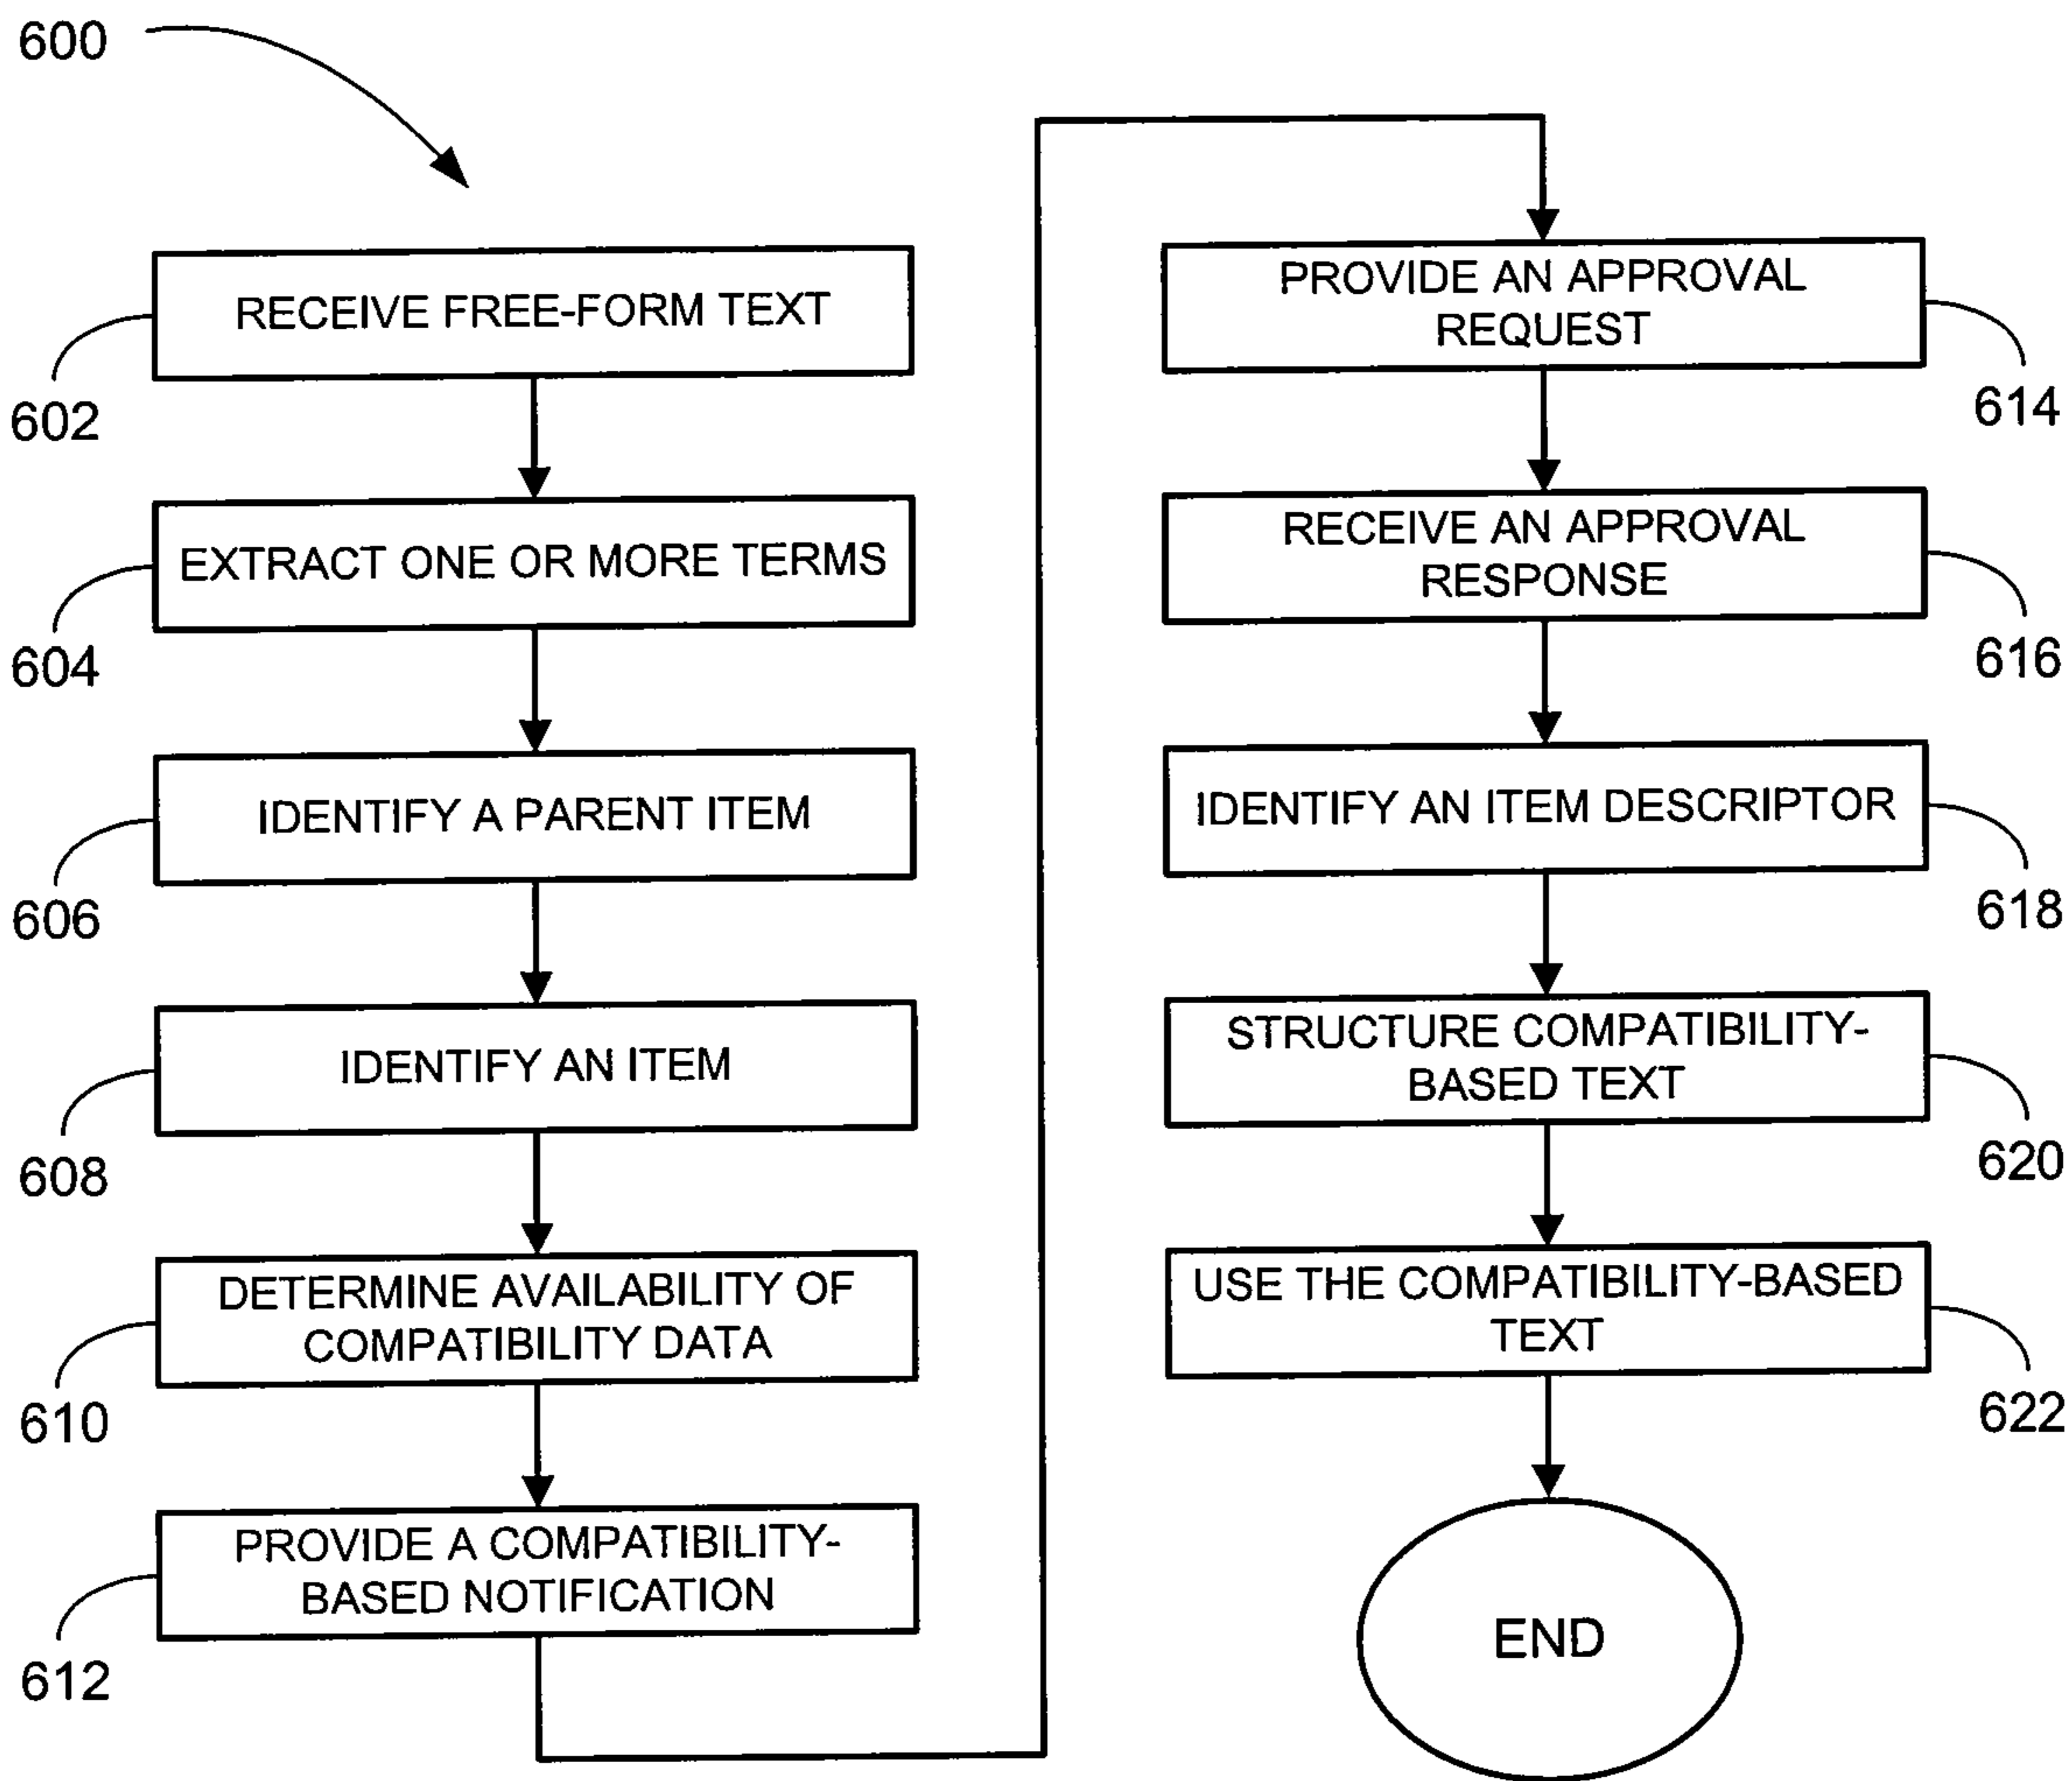 600
RECEIVE FREE-FORM TEXT
602
EXTRACT ONE OR MORE TERMS
604
IDENTIFY A PARENT ITEM
606
IDENTIFY AN ITEM
608
DETERMINE AVAILABILITY OF
COMPATIBILITY DATA
610
PROVIDE A COMPATIBILITY-
BASED NOTIFICATION
612
PROVIDE AN APPROVAL
REQUEST
614
RECEIVE AN APPROVAL
RESPONSE
616
IDENTIFY AN ITEM DESCRIPTOR
618
STRUCTURE COMPATIBILITY-
BASED TEXT
620
USE THE COMPATIBILITY-BASED
TEXT
622
END